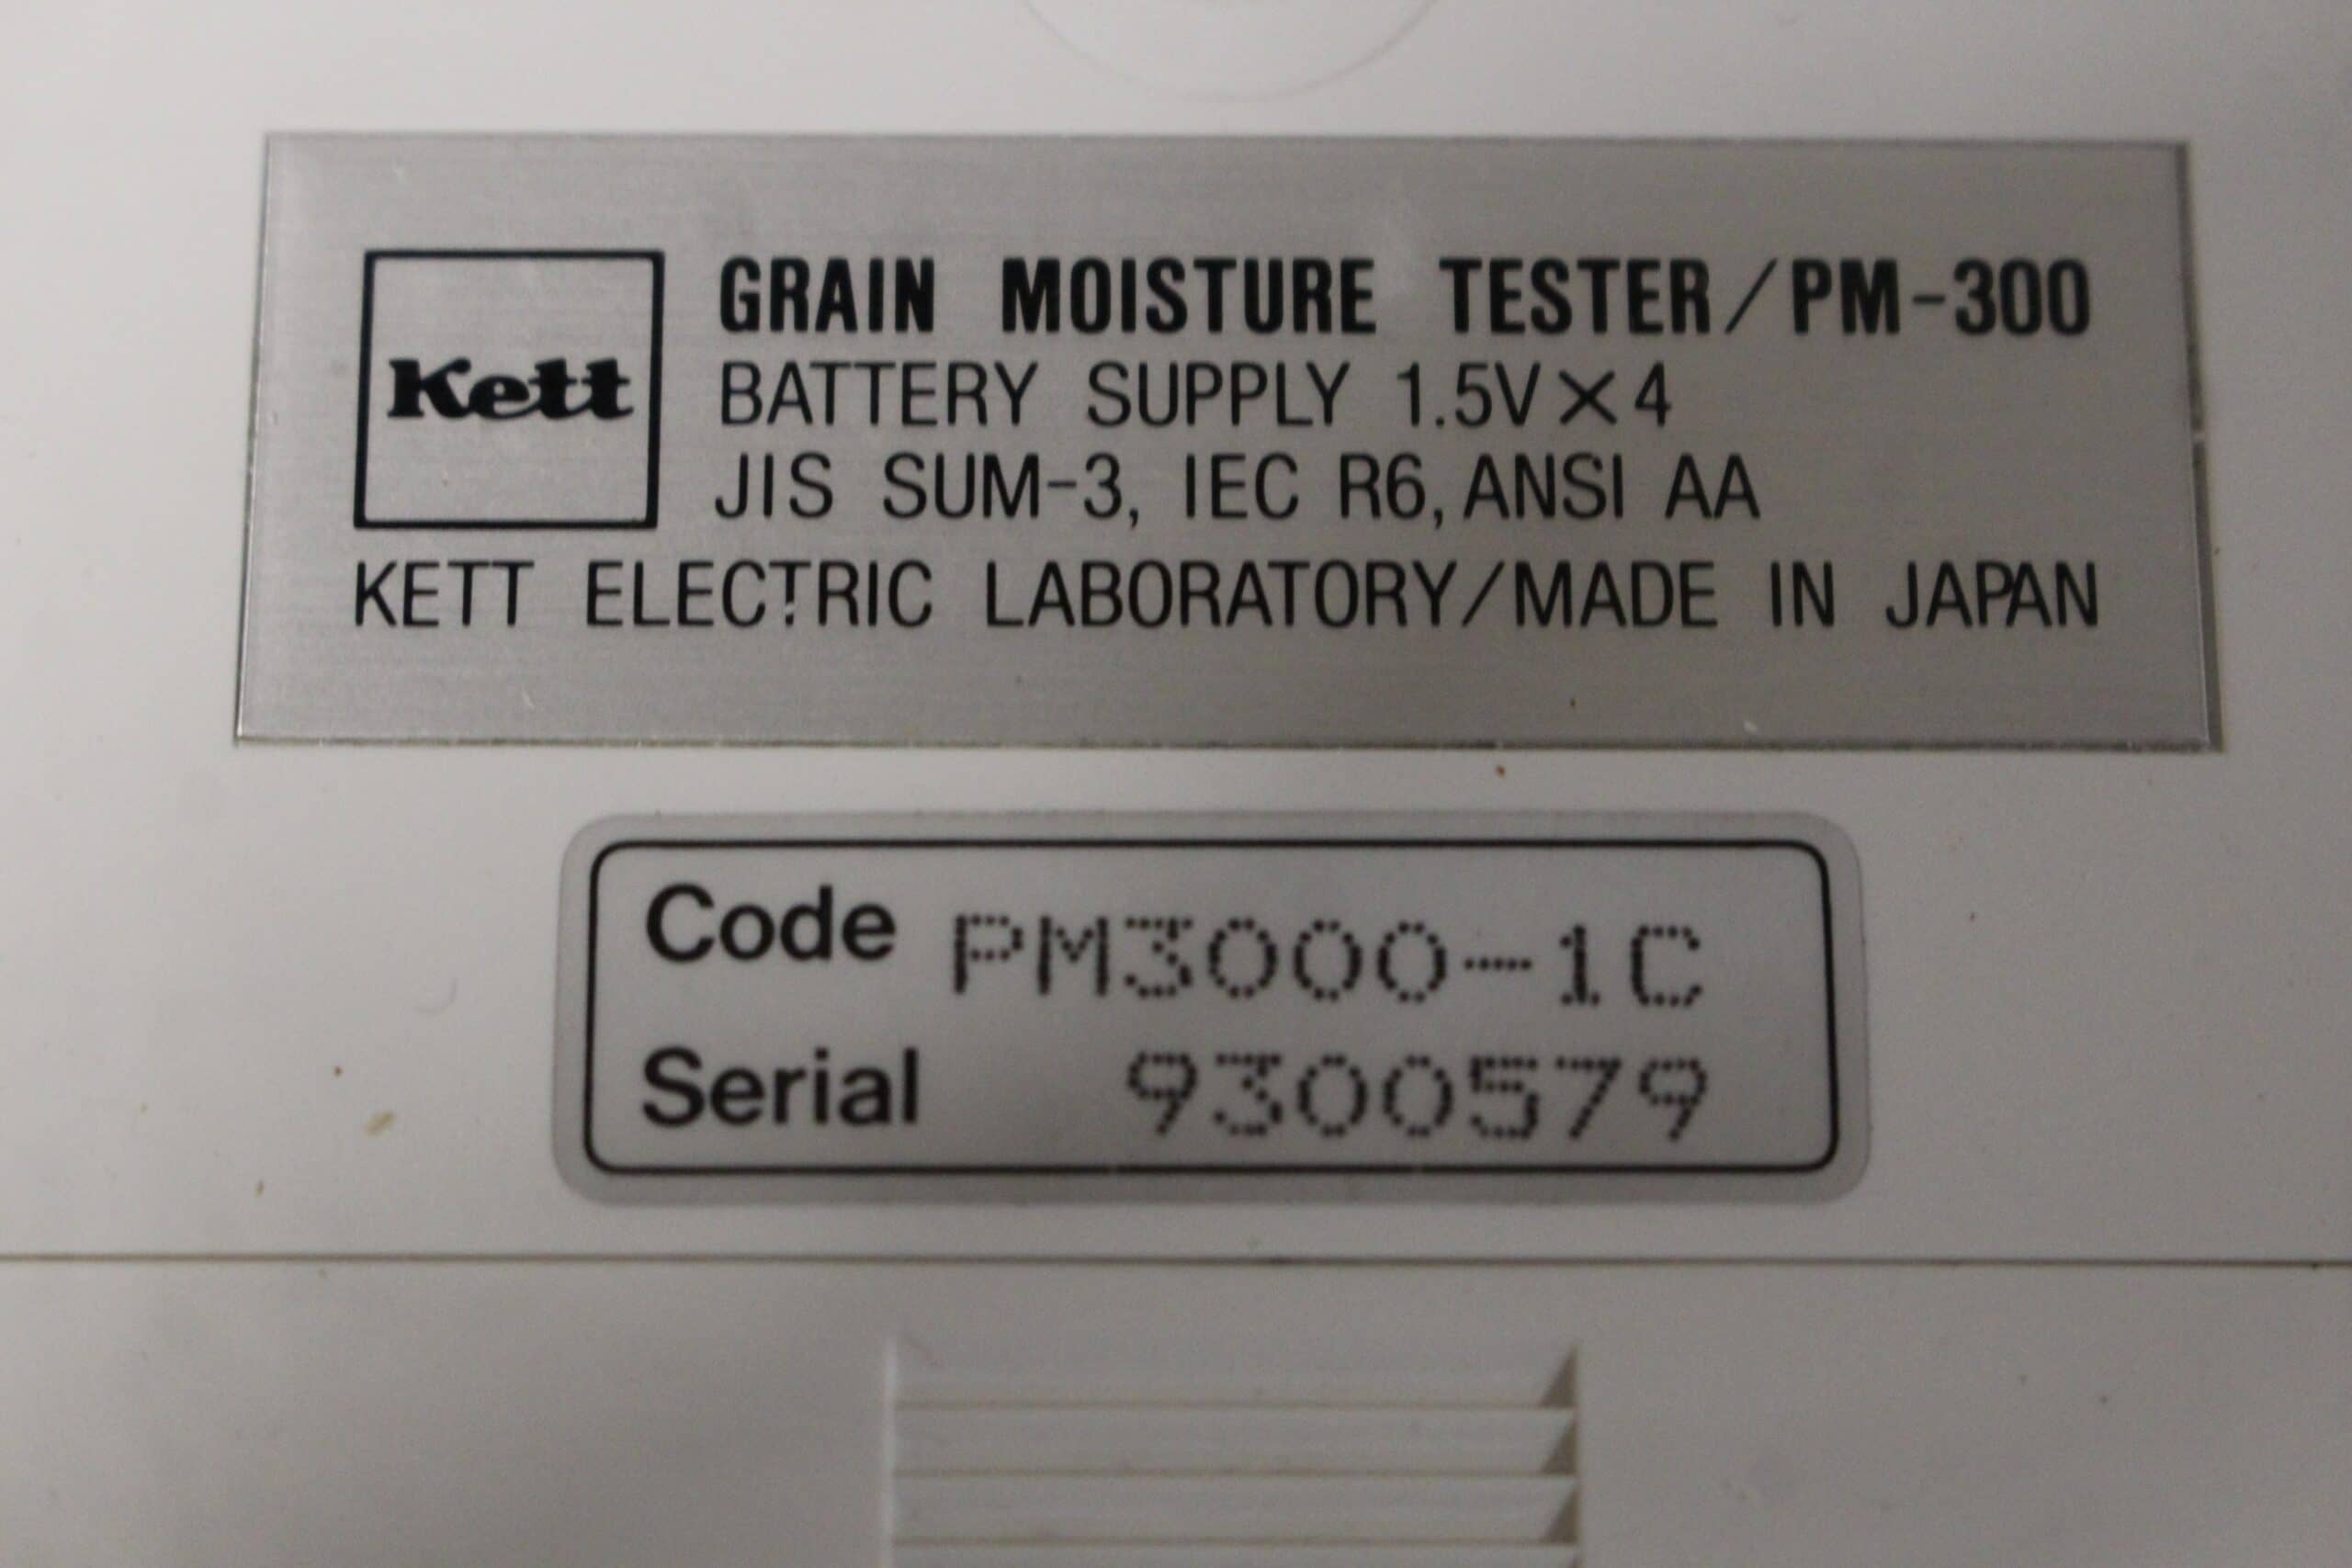 Kett
GRAIN MOISTURE TESTER/PM-300
BATTERY SUPPLY 1.5V×4
JIS SUM-3, IEC R6, ANSI AA
KETT ELECTRIC LABORATORY/MADE IN JAPAN
Code PM3000-1C
Serial 9300579